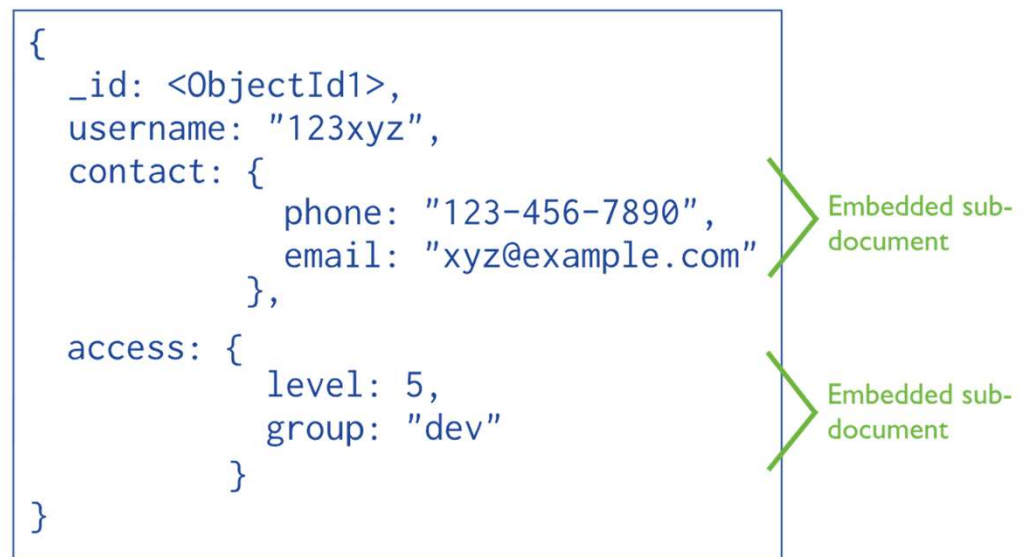 {
_id: <ObjectId1>,
username: "123xyz",
contact: {
phone: "123-456-7890",
email: "xyz@example.com"
},
access: {
level: 5,
group: "dev"
}
}
Embedded sub-
document
Embedded sub-
document